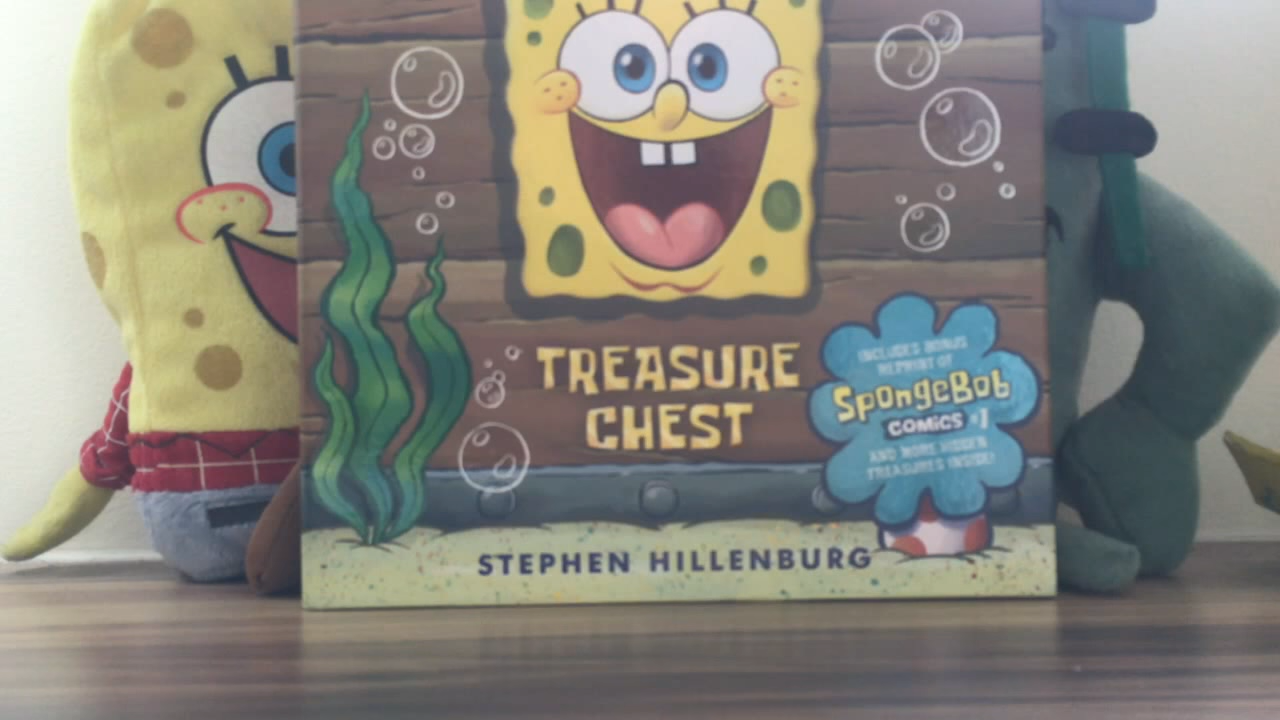 TREASURE
CHEST
INCLUDES BONUS
REPRINT OF
SpongeBob
COMICS #1
AND MORE HIDDEN
TREASURES INSIDE!
STEPHEN HILLENBURG